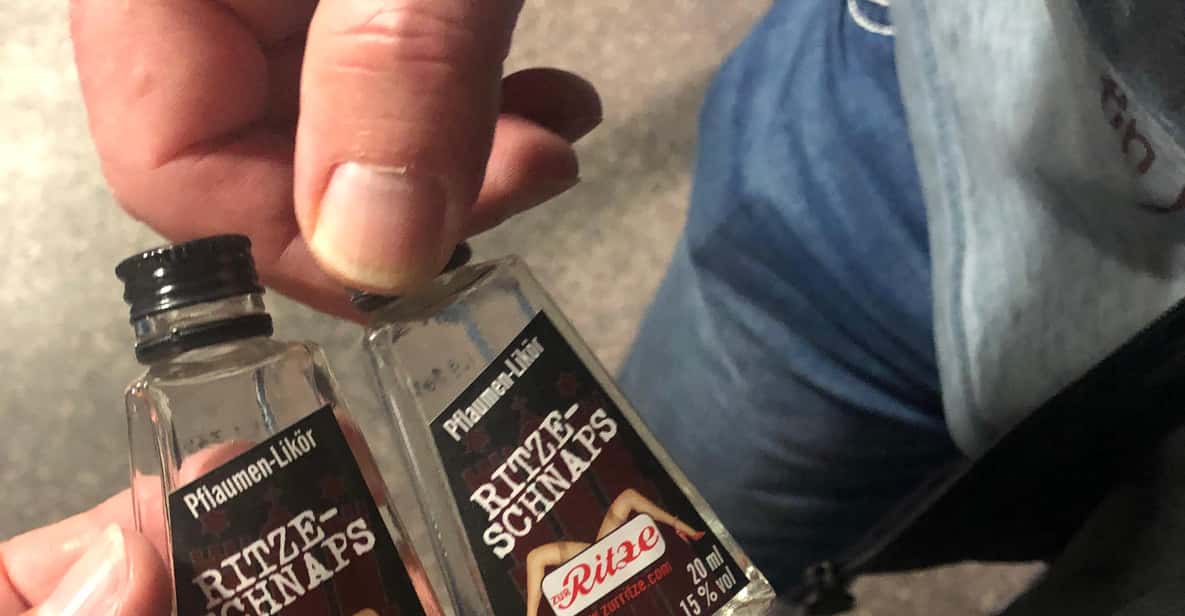 Pflaumen-Likör
RITZE-
SCHNAPS
Pflaumen-Likör
RITZE-
SCHNAPS
ZUR Ritze
www.zurritze.com
20 ml
15% vol